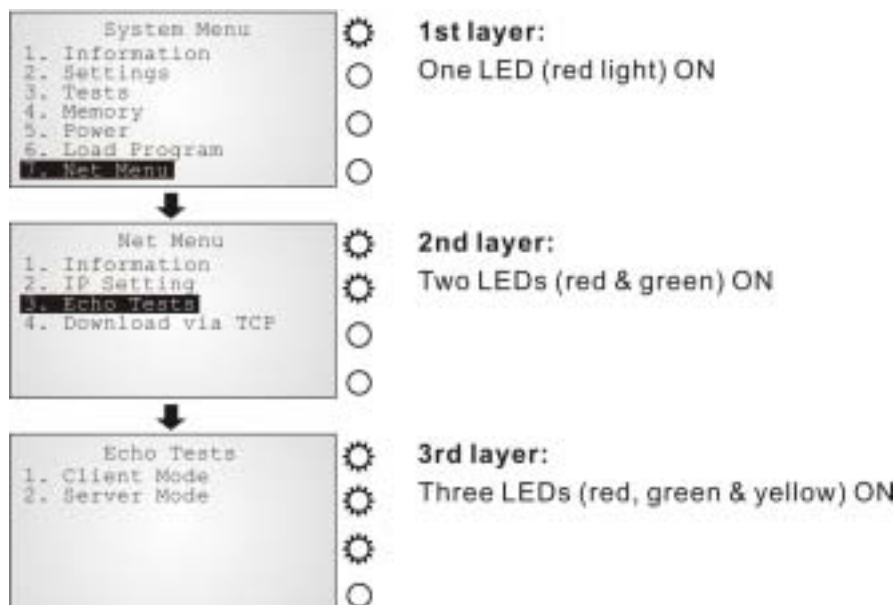 System Menu
1. Information
2. Settings
3. Tests
4. Memory
5. Power
6. Load Program
7. Net Menu
1st layer:
One LED (red light) ON
Net Menu
1. Information
2. IP Setting
3. Echo Tests
4. Download via TCP
2nd layer:
Two LEDs (red & green) ON
Echo Tests
1. Client Mode
2. Server Mode
3rd layer:
Three LEDs (red, green & yellow) ON